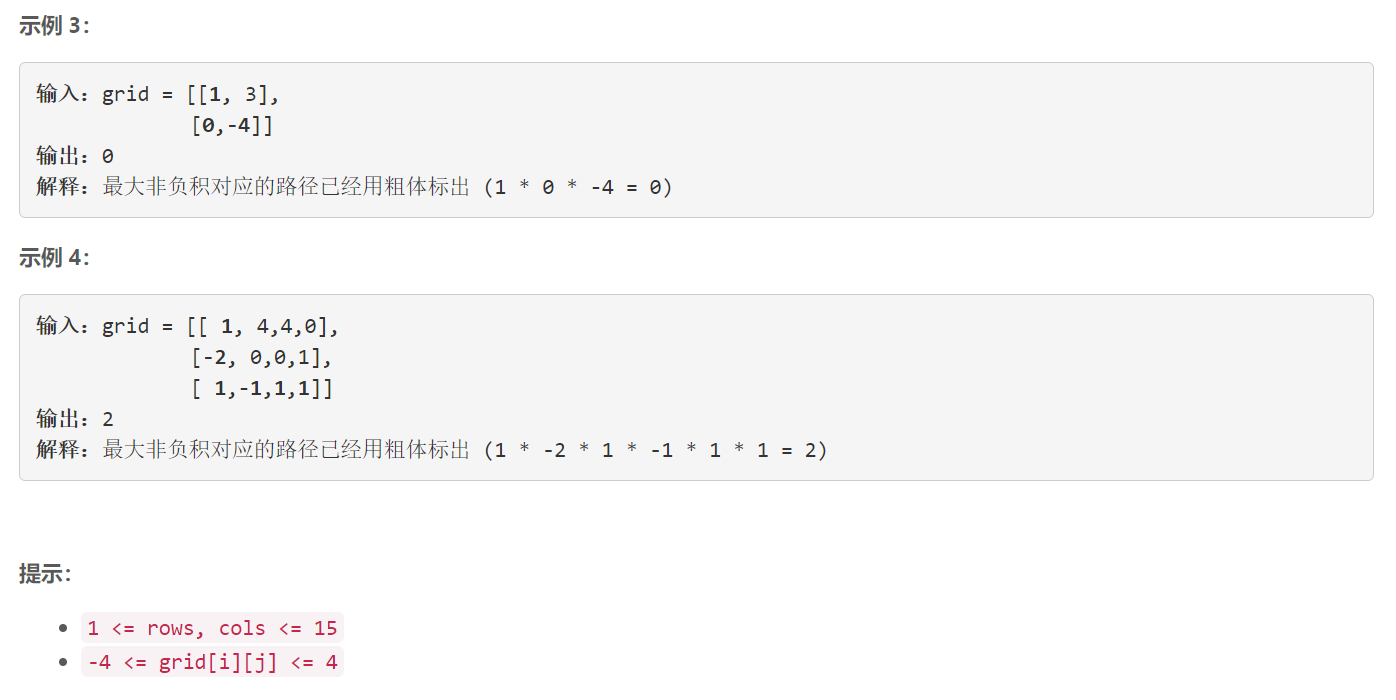 示例 3：
输入：grid = [[1, 3],
[0,-4]]
输出：0
解释：最大非负积对应的路径已经用粗体标出 (1 * 0 * -4 = 0)
示例 4：
输入：grid = [[ 1, 4,4,0],
[-2, 0,0,1],
[ 1,-1,1,1]]
输出：2
解释：最大非负积对应的路径已经用粗体标出 (1 * -2 * 1 * -1 * 1 * 1 = 2)
提示：
1 <= rows, cols <= 15
-4 <= grid[i][j] <= 4